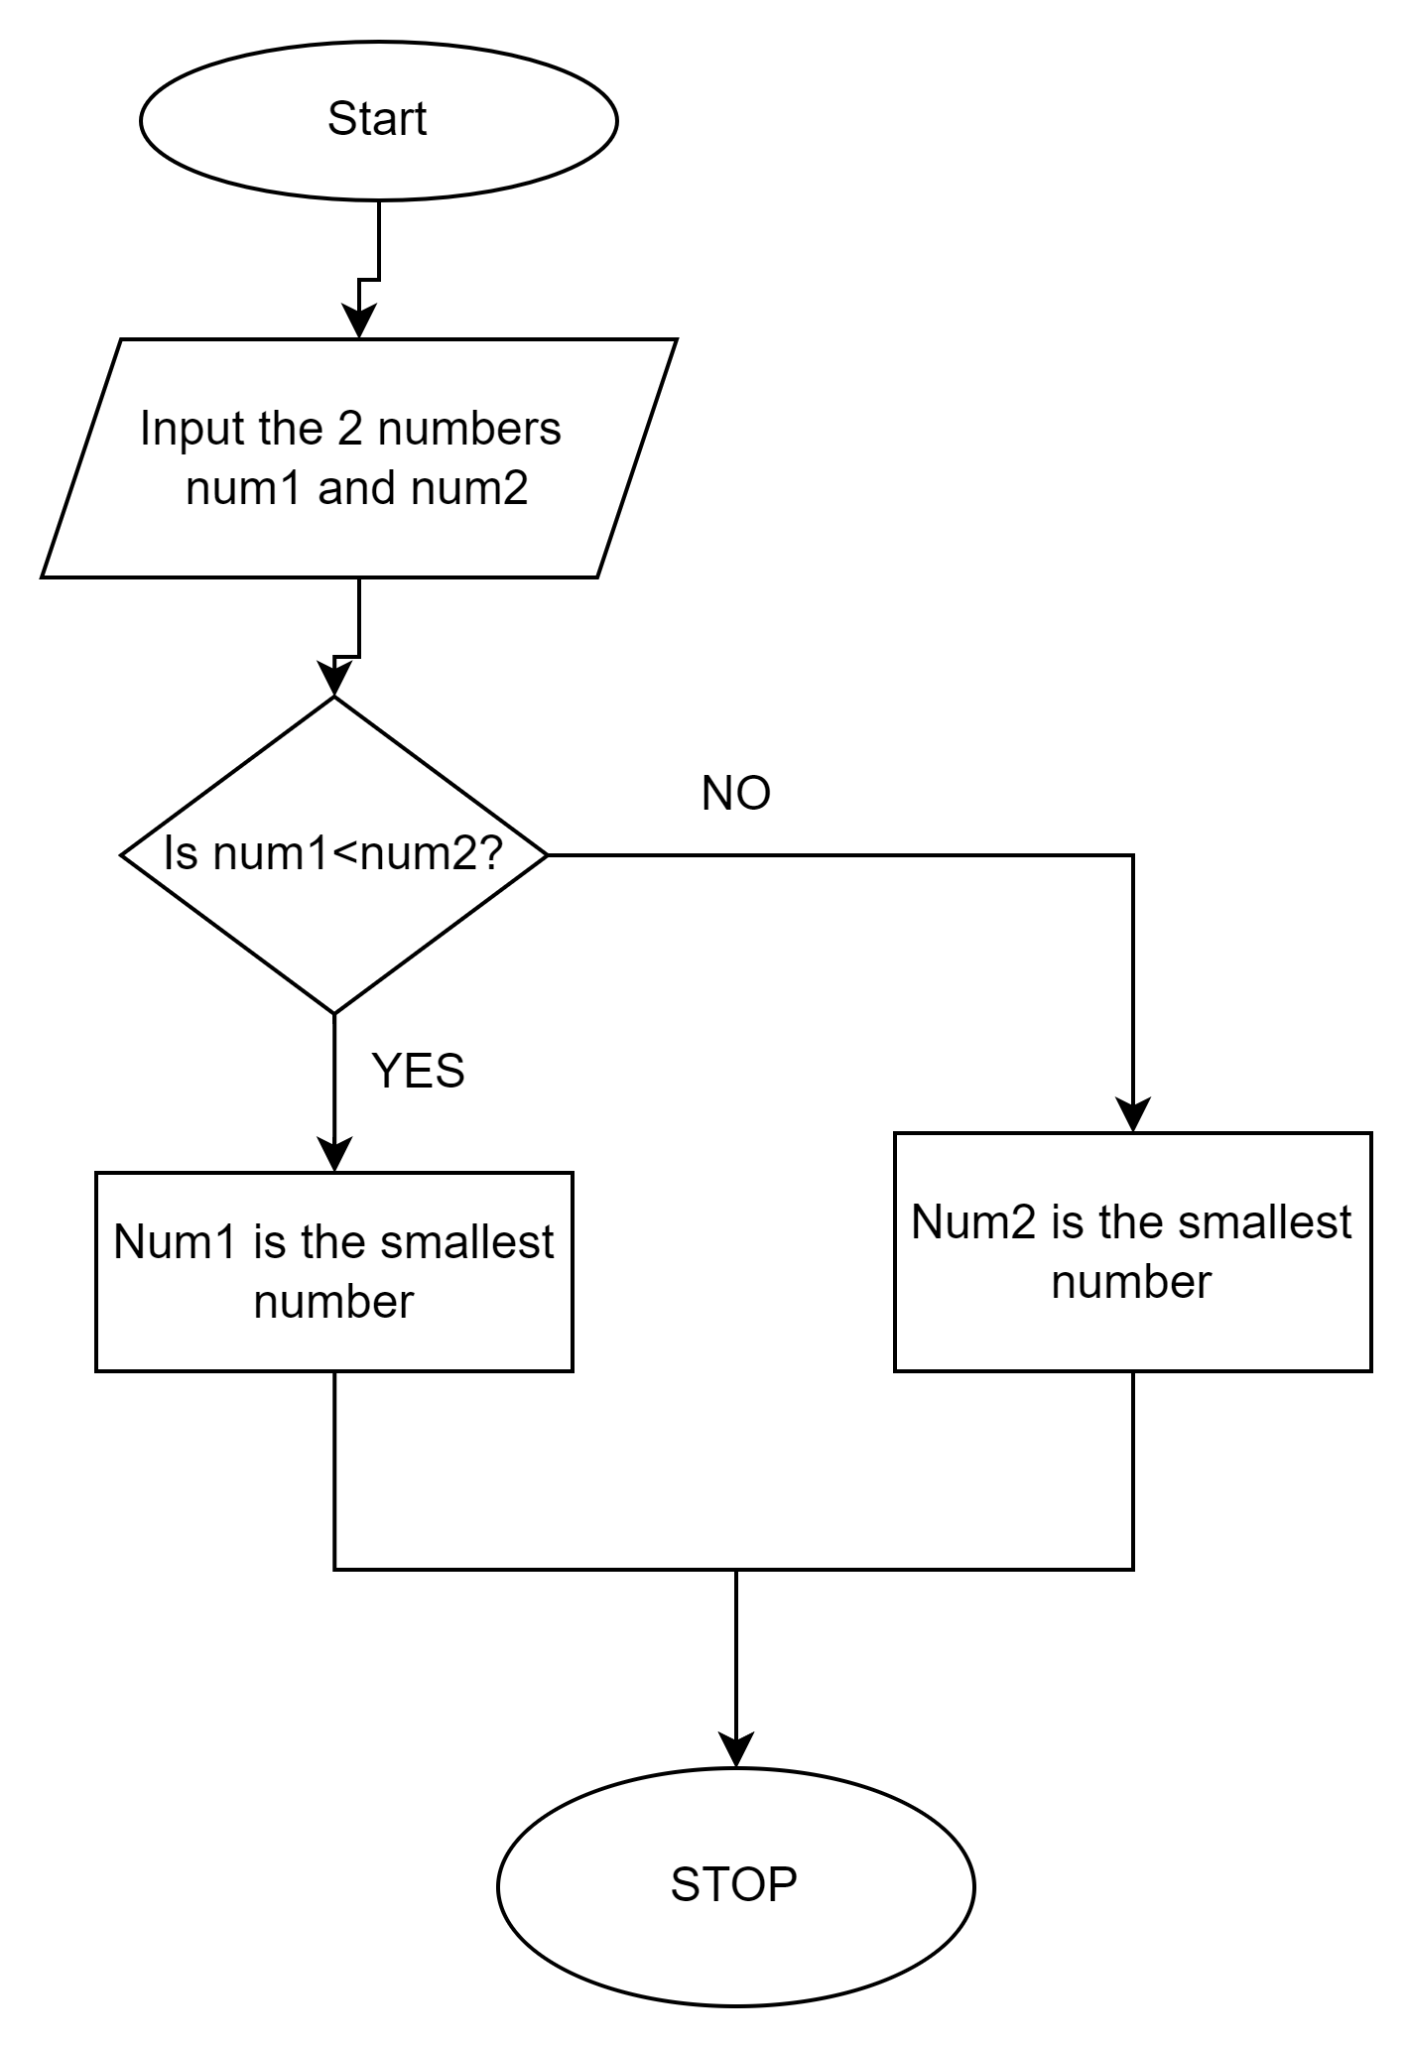 Start
Input the 2 numbers
num1 and num2
Is num1<num2?
NO
YES
Num1 is the smallest
number
Num2 is the smallest
number
STOP